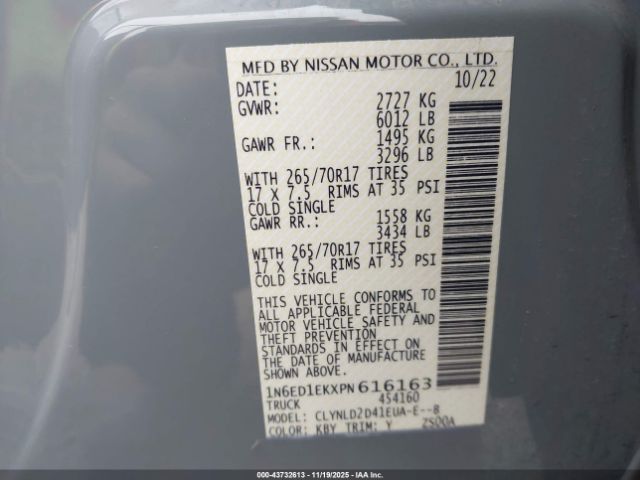 MFD BY NISSAN MOTOR CO., LTD.
DATE: 10/22
GVWR: 2727 KG
6012 LB
GAWR FR.: 1495 KG
3296 LB
WITH 265/70R17 TIRES
17 X 7.5 RIMS AT 35 PSI
COLD SINGLE
GAWR RR.: 1558 KG
3434 LB
WITH 265/70R17 TIRES
17 X 7.5 RIMS AT 35 PSI
COLD SINGLE
THIS VEHICLE CONFORMS TO
ALL APPLICABLE FEDERAL
MOTOR VEHICLE SAFETY AND
THEFT PREVENTION
STANDARDS IN EFFECT ON
THE DATE OF MANUFACTURE
SHOWN ABOVE.
1N6ED1EKXPN616163
TRUCK 454160
MODEL: CLYNLD2D41EUA-E--B
COLOR: KBY TRIM: Y ZS00A
000-43732613 | 11/19/2025 - IAAI.COM